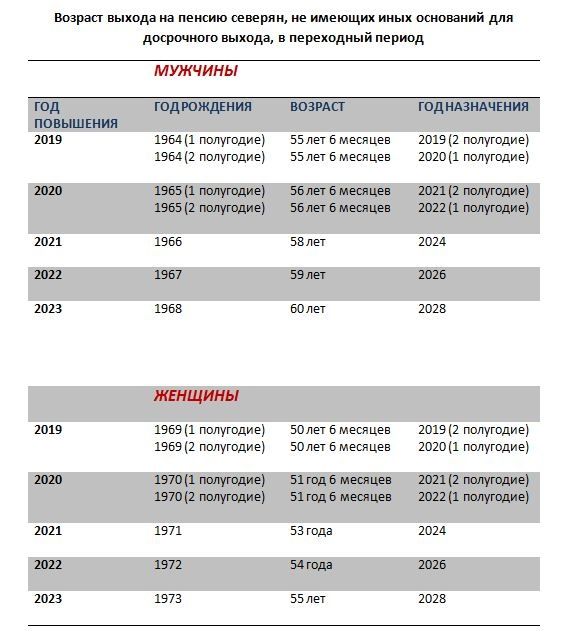 Возраст выхода на пенсию северян, не имеющих иных оснований для
досрочного выхода, в переходный период
МУЖЧИНЫ
ГОД ПОВЫШЕНИЯ ГОД РОЖДЕНИЯ ВОЗРАСТ ГОД НАЗНАЧЕНИЯ
2019 1964 (1 полугодие) 55 лет 6 месяцев 2019 (2 полугодие)
1964 (2 полугодие) 55 лет 6 месяцев 2020 (1 полугодие)
2020 1965 (1 полугодие) 56 лет 6 месяцев 2021 (2 полугодие)
1965 (2 полугодие) 56 лет 6 месяцев 2022 (1 полугодие)
2021 1966 58 лет 2024
2022 1967 59 лет 2026
2023 1968 60 лет 2028
ЖЕНЩИНЫ
2019 1969 (1 полугодие) 50 лет 6 месяцев 2019 (2 полугодие)
1969 (2 полугодие) 50 лет 6 месяцев 2020 (1 полугодие)
2020 1970 (1 полугодие) 51 год 6 месяцев 2021 (2 полугодие)
1970 (2 полугодие) 51 год 6 месяцев 2022 (1 полугодие)
2021 1971 53 года 2024
2022 1972 54 года 2026
2023 1973 55 лет 2028